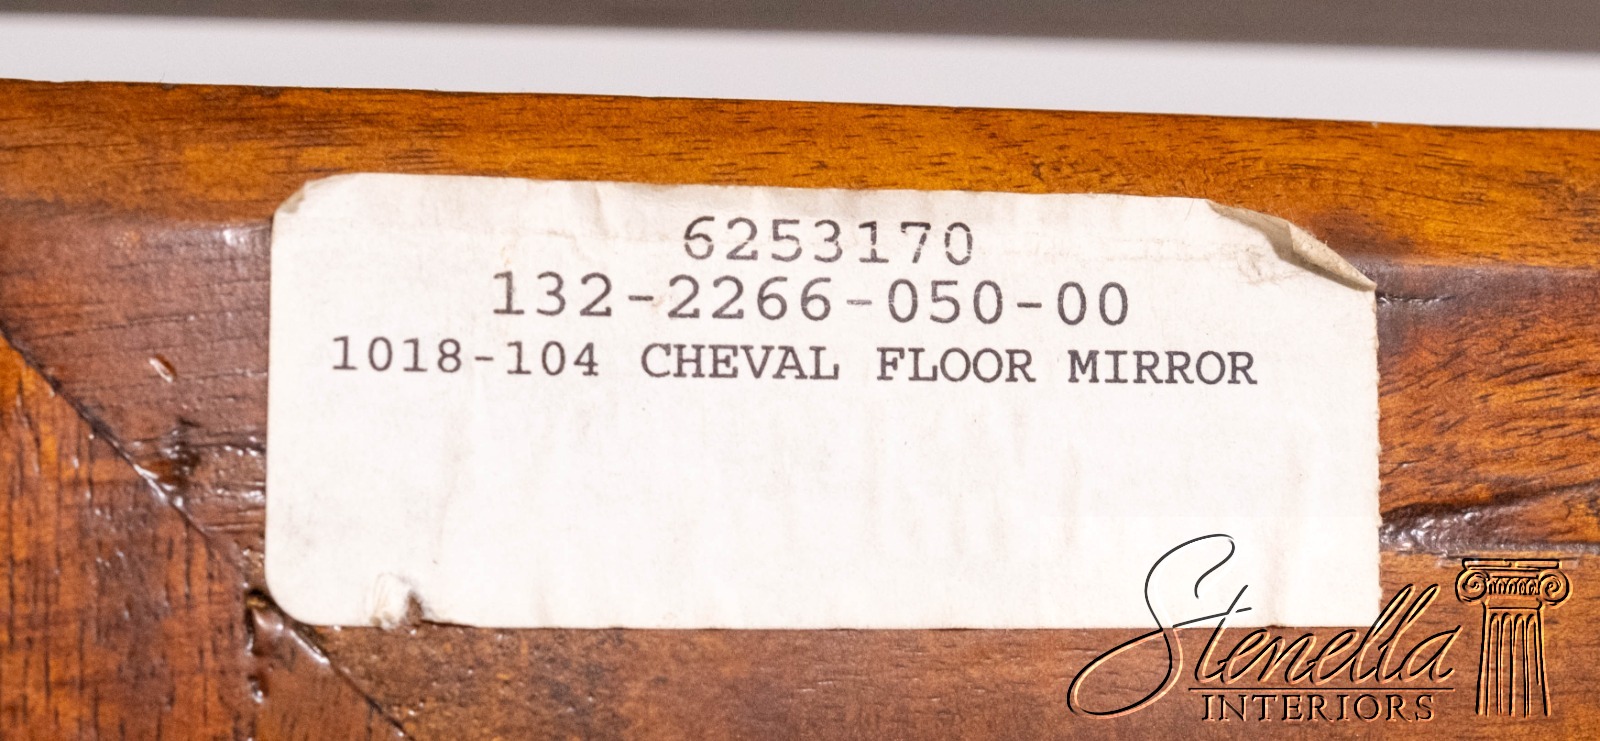 6253170
132-2266-050-00
1018-104 CHEVAL FLOOR MIRROR
Stenella
INTERIORS